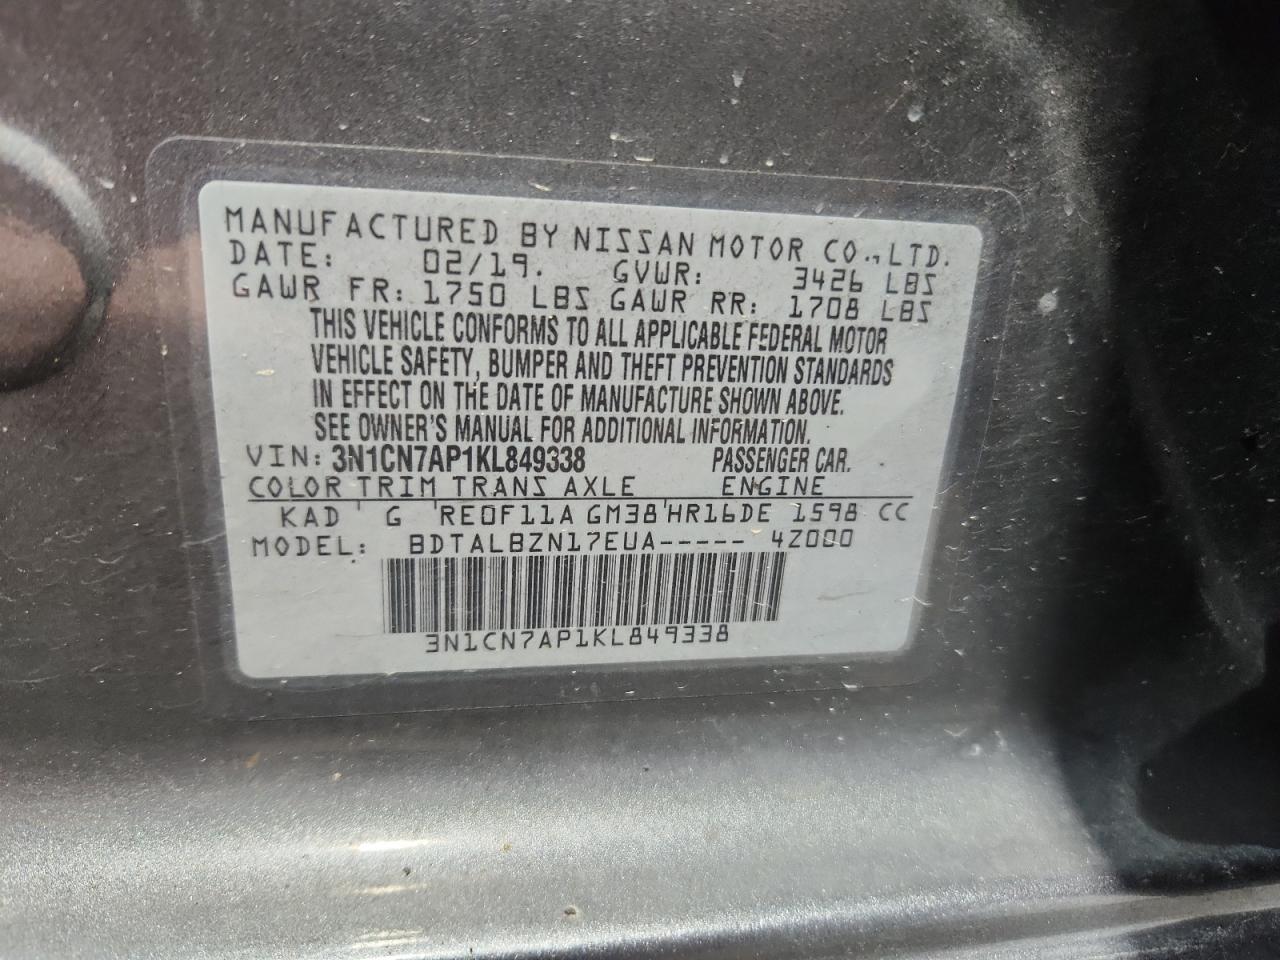 MANUFACTURED BY NISSAN MOTOR CO., LTD.
DATE: 02/19. GVWR: 3426 LBS
GAWR FR: 1750 LBS GAWR RR: 1708 LBS
THIS VEHICLE CONFORMS TO ALL APPLICABLE FEDERAL MOTOR
VEHICLE SAFETY, BUMPER AND THEFT PREVENTION STANDARDS
IN EFFECT ON THE DATE OF MANUFACTURE SHOWN ABOVE.
SEE OWNER'S MANUAL FOR ADDITIONAL INFORMATION.
VIN: 3N1CN7AP1KL849338 PASSENGER CAR.
COLOR TRIM TRANS AXLE ENGINE
KAD G RE0F11A GM38 HR16DE 1598 CC
MODEL: BDTALBZN17EUA----- 4Z000
3N1CN7AP1KL849338